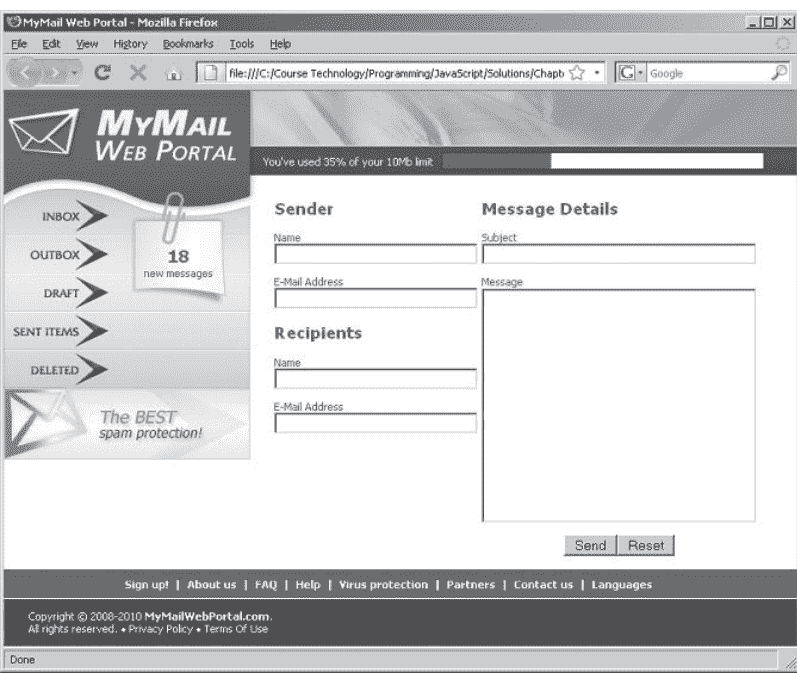 MyMail Web Portal - Mozilla Firefox
File Edit View History Bookmarks Tools Help
file:///C:/Course Technology/Programming/JavaScript/Solutions/Chapt
G Google
MYMAIL
WEB PORTAL
You've used 35% of your 10Mb limit
INBOX
OUTBOX
DRAFT
SENT ITEMS
DELETED
18
new messages
The BEST
spam protection!
Sender
Name
E-Mail Address
Recipients
Name
E-Mail Address
Message Details
Subject
Message
Send Reset
Sign up! | About us | FAQ | Help | Virus protection | Partners | Contact us | Languages
Copyright © 2008-2010 MyMailWebPortal.com.
All rights reserved. • Privacy Policy • Terms Of Use
Done